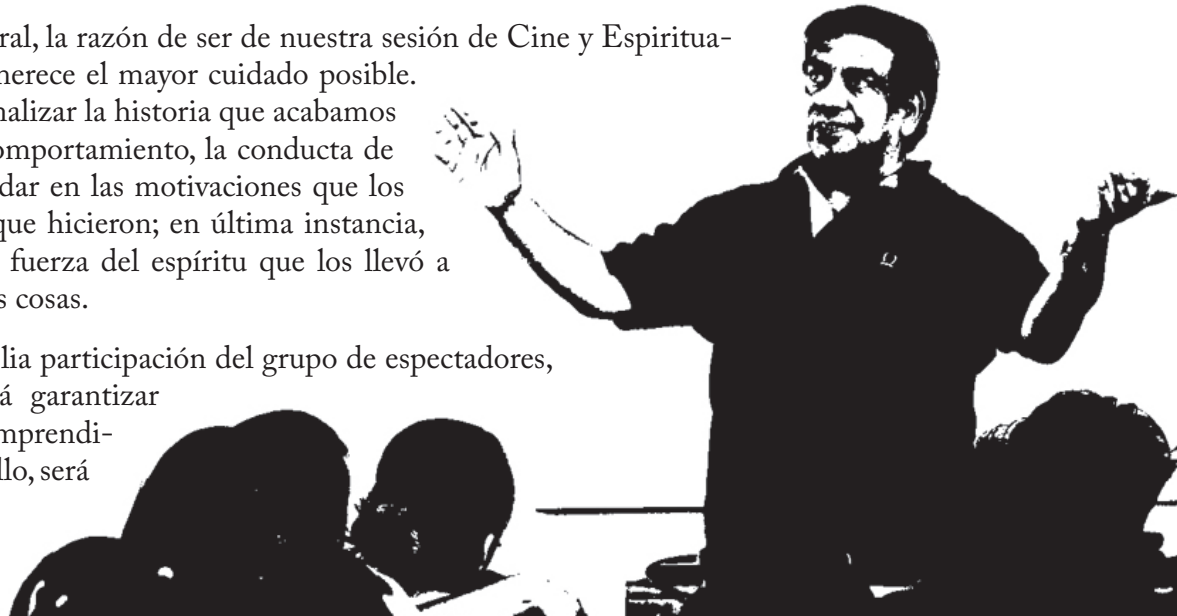 ral, la razón de ser de nuestra sesión de Cine y Espiritua-
merece el mayor cuidado posible.
nalizar la historia que acabamos
omportamiento, la conducta de
dar en las motivaciones que los
que hicieron; en última instancia,
fuerza del espíritu que los llevó a
s cosas.
lia participación del grupo de espectadores,
á garantizar
mprendi-
llo, será